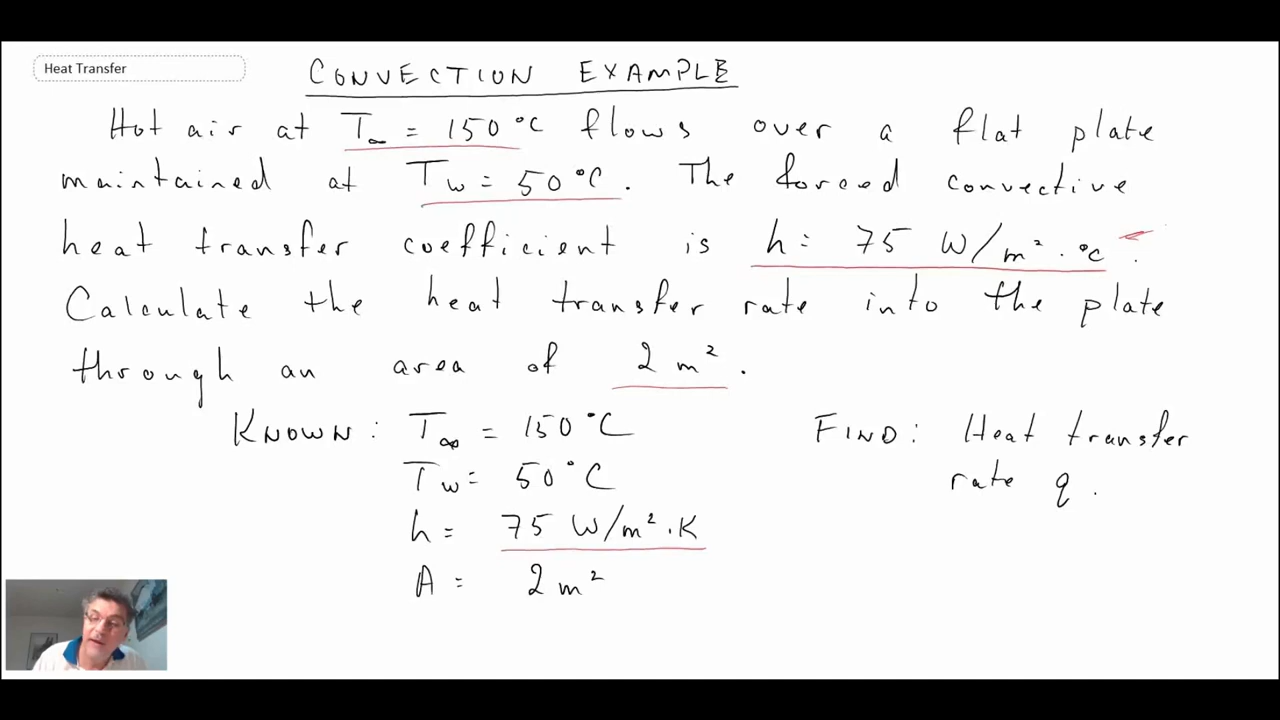 Heat Transfer
CONVECTION EXAMPLE
Hot air at T∞ = 150 °C flows over a flat plate
maintained at Tw = 50 °C. The forced convective
heat transfer coefficient is h = 75 W/m²·°C.
Calculate the heat transfer rate into the plate
through an area of 2 m².
KNOWN: T∞ = 150 °C
Tw = 50 °C
h = 75 W/m²·K
A = 2 m²
FIND: Heat transfer
rate q.